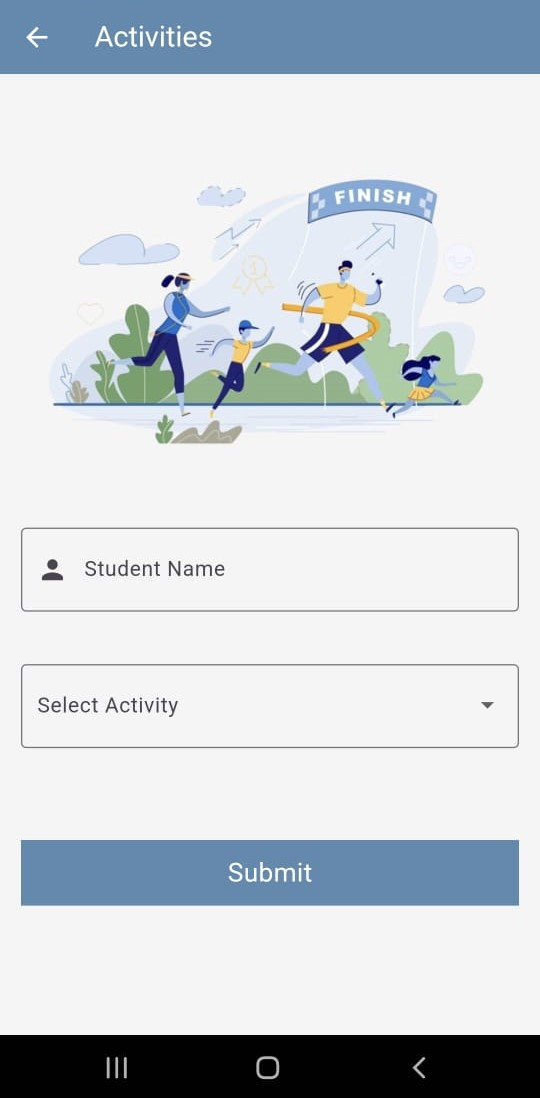 Activities
FINISH
Student Name
Select Activity
Submit